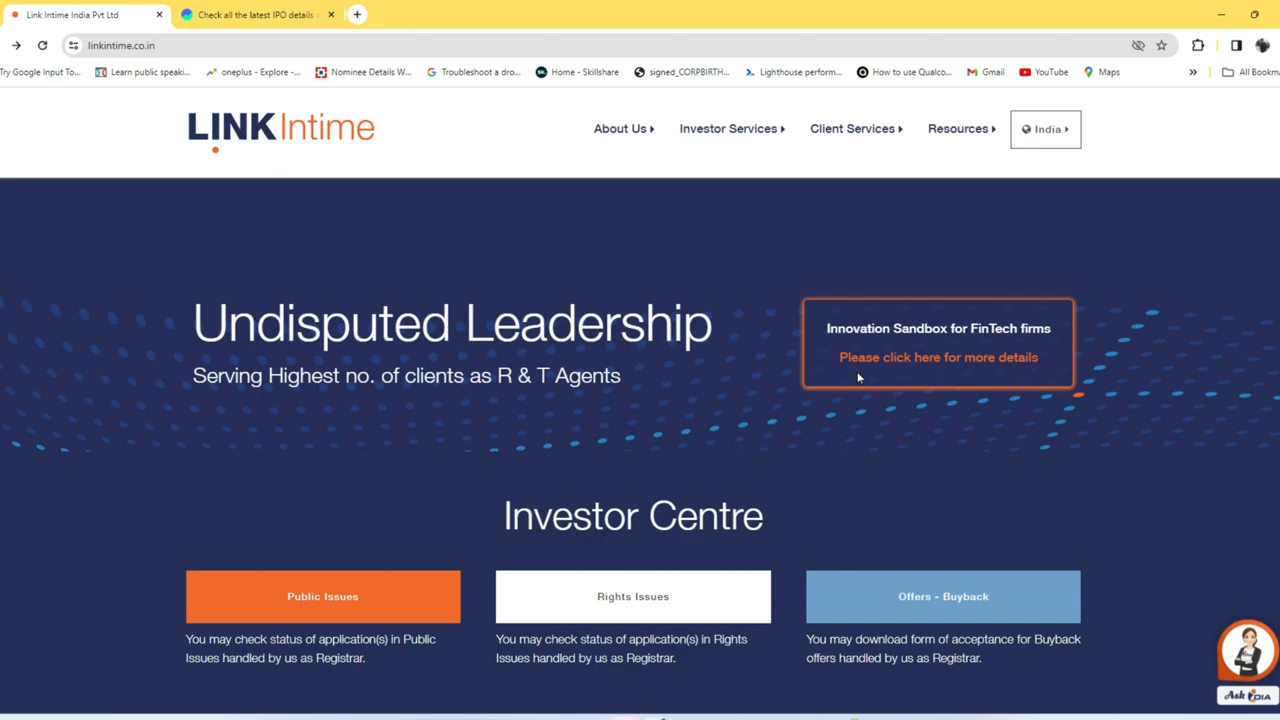 Link Intime India Pvt Ltd
Check all the latest IPO details
linkintime.co.in
Try Google Input To...
Learn public speaki...
oneplus - Explore -...
Nominee Details W...
Troubleshoot a dro...
Home - Skillshare
signed_CORPBIRTH...
Lighthouse perform...
How to use Qualco...
Gmail
YouTube
Maps
All Bookma
LINKIntime
About Us
Investor Services
Client Services
Resources
India
Undisputed Leadership
Serving Highest no. of clients as R & T Agents
Innovation Sandbox for FinTech firms
Please click here for more details
Investor Centre
Public Issues
You may check status of application(s) in Public
Issues handled by us as Registrar.
Rights Issues
You may check status of application(s) in Rights
Issues handled by us as Registrar.
Offers - Buyback
You may download form of acceptance for Buyback
offers handled by us as Registrar.
Ask iDIA